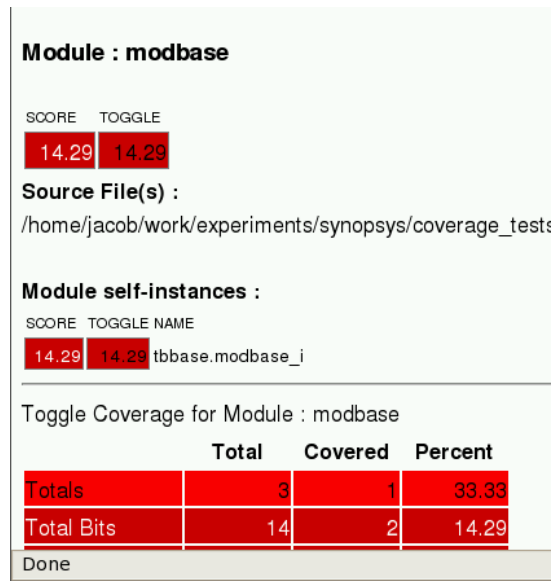 Module : modbase
SCORE TOGGLE
14.29 14.29
Source File(s) :
/home/jacob/work/experiments/synopsys/coverage_tests
Module self-instances :
SCORE TOGGLE NAME
14.29 14.29 tbbase.modbase_i
Toggle Coverage for Module : modbase
Total Covered Percent
Totals 3 1 33.33
Total Bits 14 2 14.29
Done